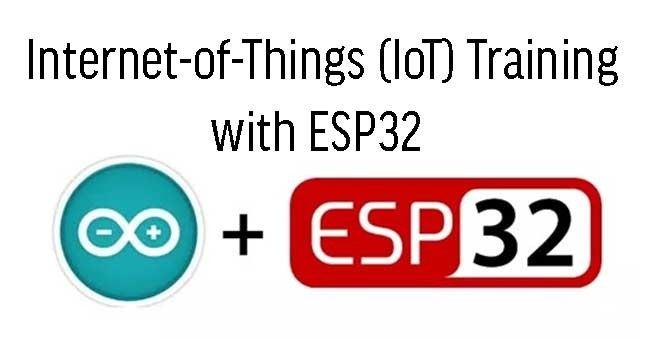 Internet-of-Things (IoT) Training
with ESP32
+ ESP32